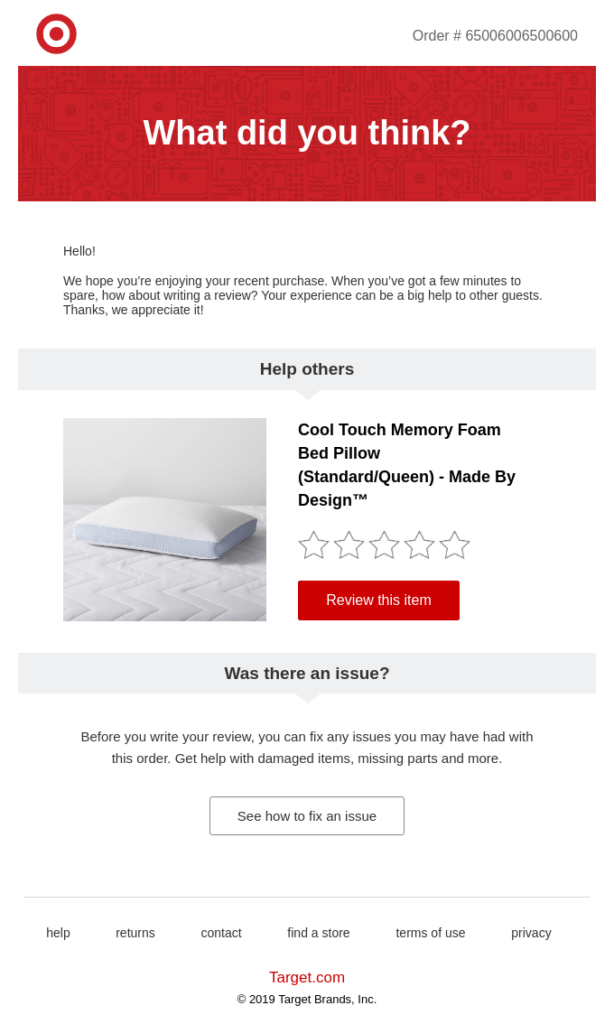 Order # 65006006500600
What did you think?
Hello!
We hope you’re enjoying your recent purchase. When you’ve got a few minutes to
spare, how about writing a review? Your experience can be a big help to other guests.
Thanks, we appreciate it!
Help others
Cool Touch Memory Foam
Bed Pillow
(Standard/Queen) - Made By
Design™
Review this item
Was there an issue?
Before you write your review, you can fix any issues you may have had with
this order. Get help with damaged items, missing parts and more.
See how to fix an issue
help returns contact find a store terms of use privacy
Target.com
© 2019 Target Brands, Inc.